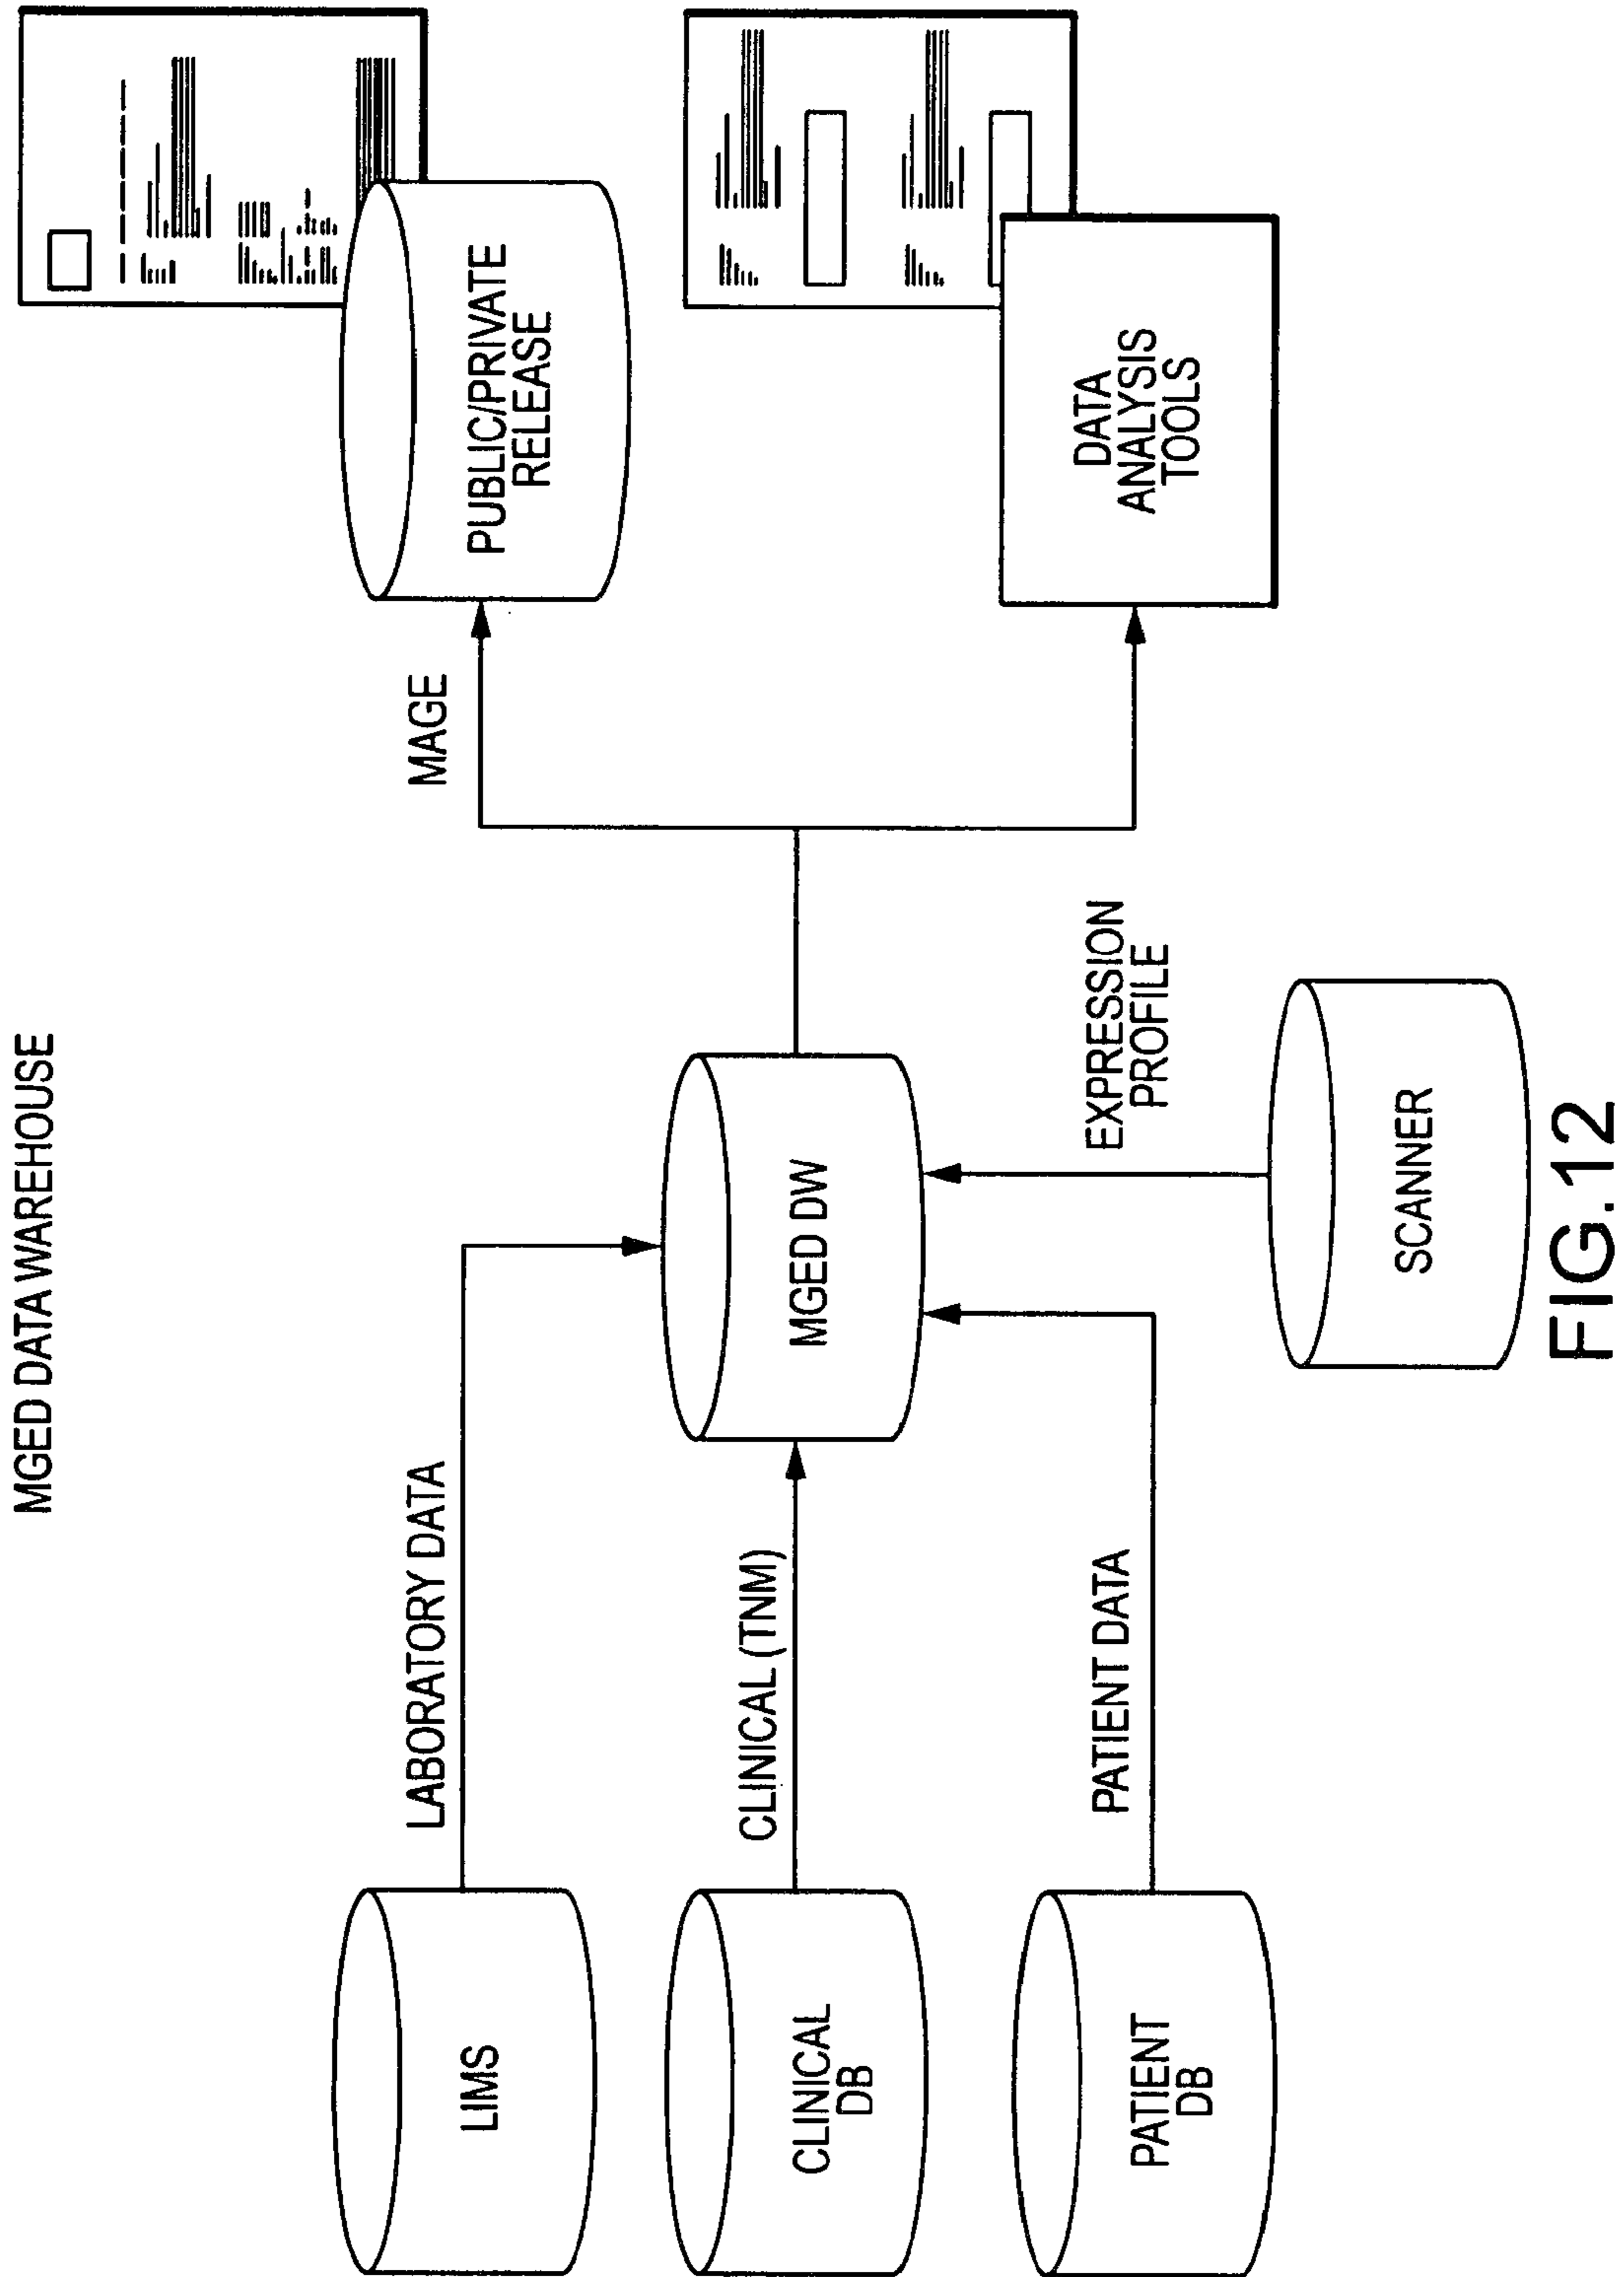 MGED DATA WAREHOUSE
LIMS
LABORATORY DATA
CLINICAL
DB
CLINICAL (TNM)
PATIENT
DB
PATIENT DATA
MGED DW
EXPRESSION
PROFILE
SCANNER
MAGE
PUBLIC/PRIVATE
RELEASE
DATA
ANALYSIS
TOOLS
FIG.12